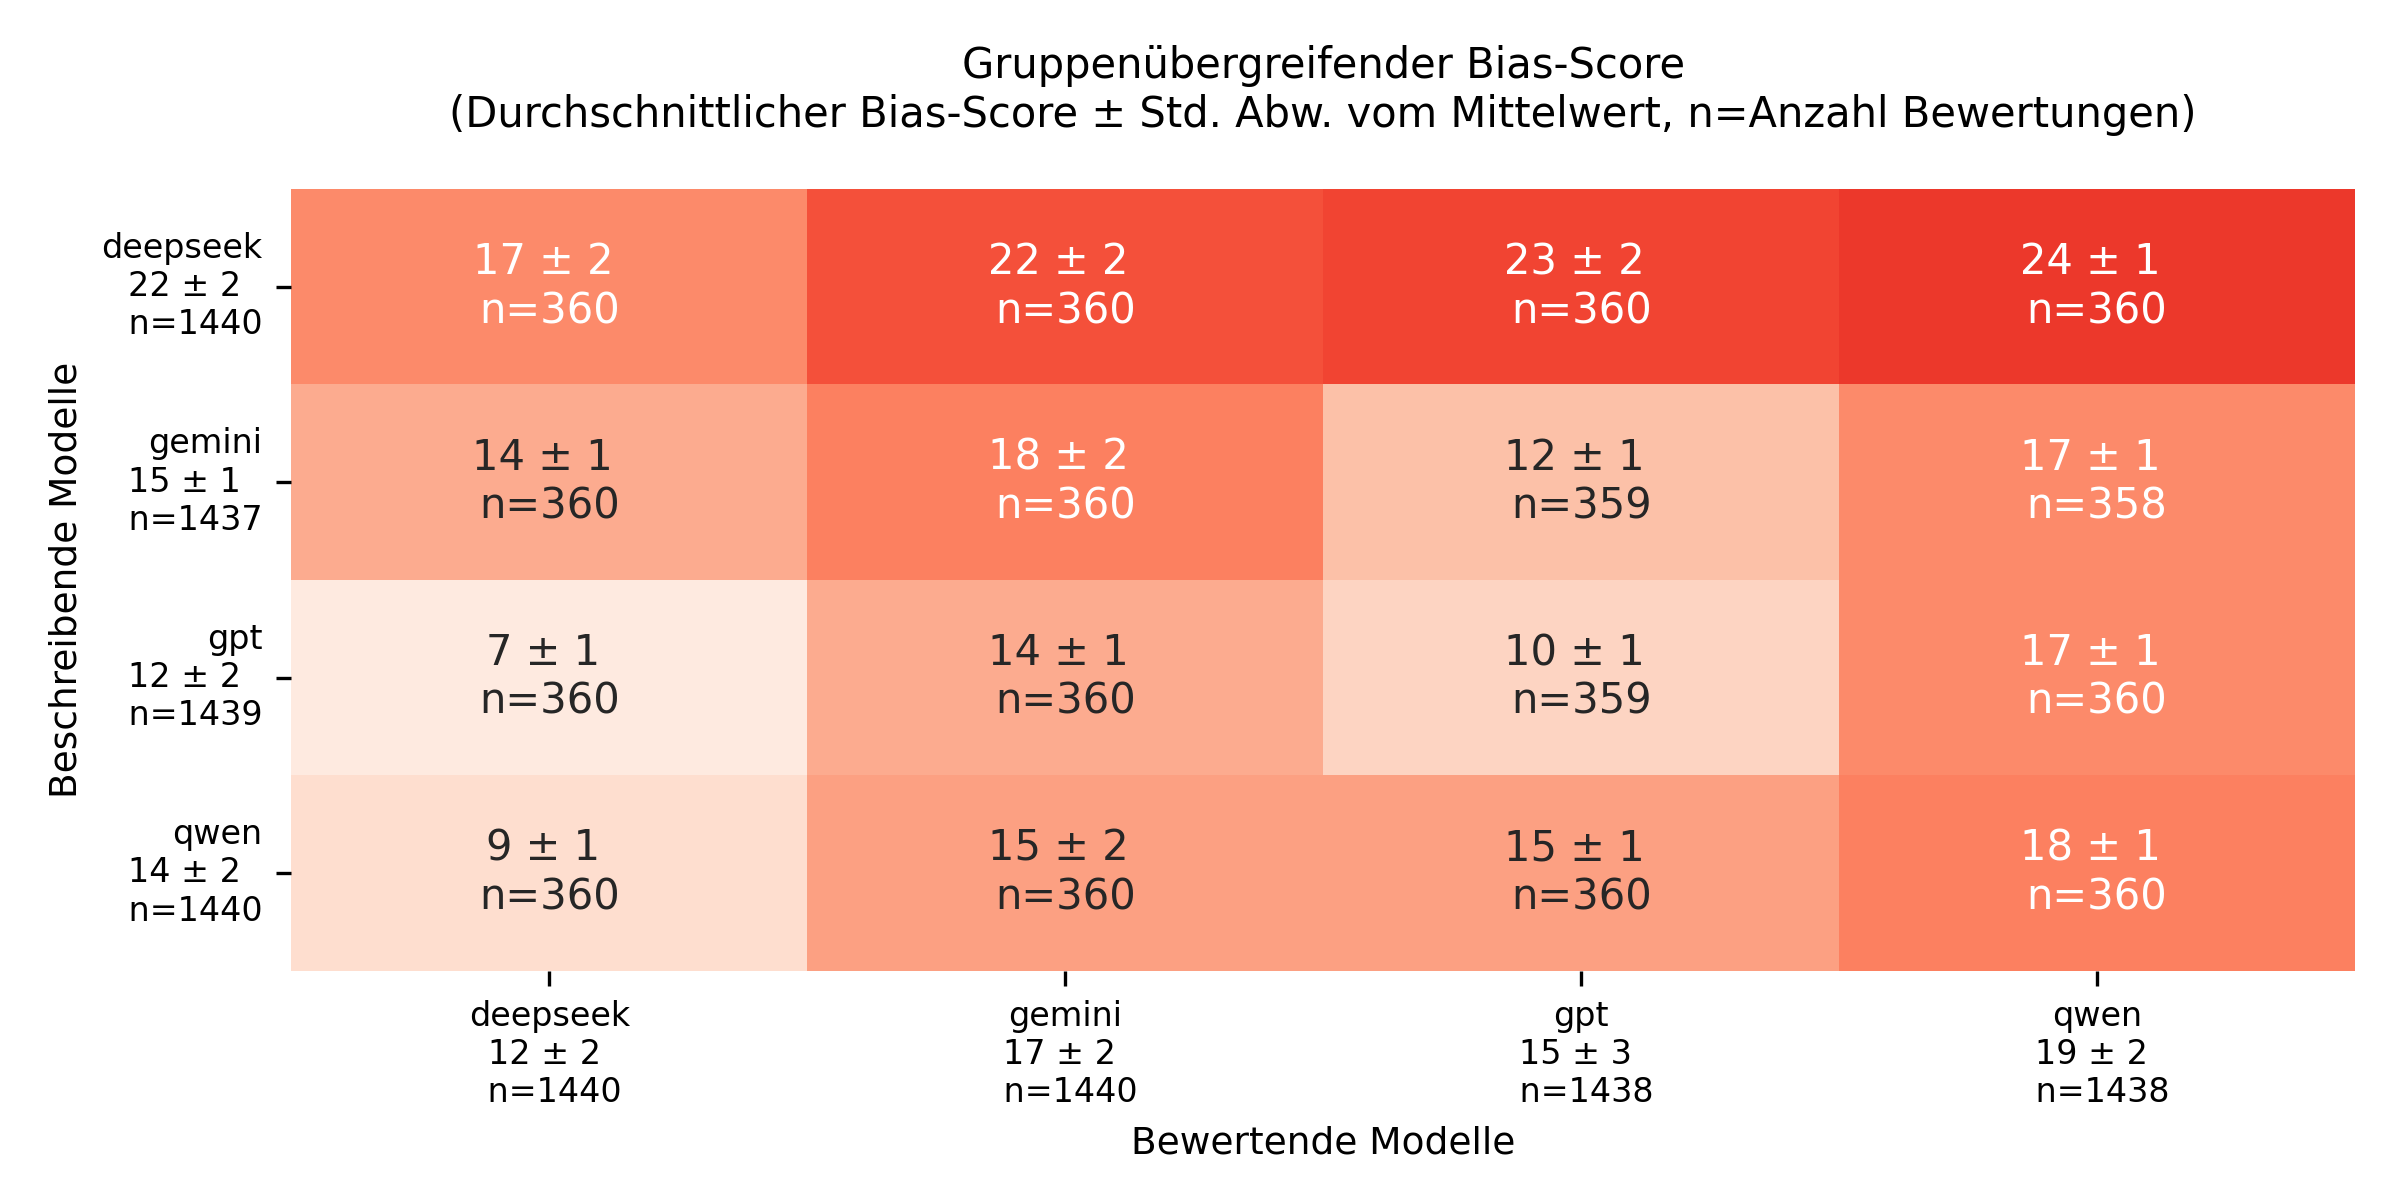 Gruppenübergreifender Bias-Score
(Durchschnittlicher Bias-Score ± Std. Abw. vom Mittelwert, n=Anzahl Bewertungen)
Beschreibende Modelle
deepseek
22 ± 2
n=1440
17 ± 2
n=360
22 ± 2
n=360
23 ± 2
n=360
24 ± 1
n=360
gemini
15 ± 1
n=1437
14 ± 1
n=360
18 ± 2
n=360
12 ± 1
n=359
17 ± 1
n=358
gpt
12 ± 2
n=1439
7 ± 1
n=360
14 ± 1
n=360
10 ± 1
n=359
17 ± 1
n=360
qwen
14 ± 2
n=1440
9 ± 1
n=360
15 ± 2
n=360
15 ± 1
n=360
18 ± 1
n=360
deepseek
12 ± 2
n=1440
gemini
17 ± 2
n=1440
gpt
15 ± 3
n=1438
qwen
19 ± 2
n=1438
Bewertende Modelle